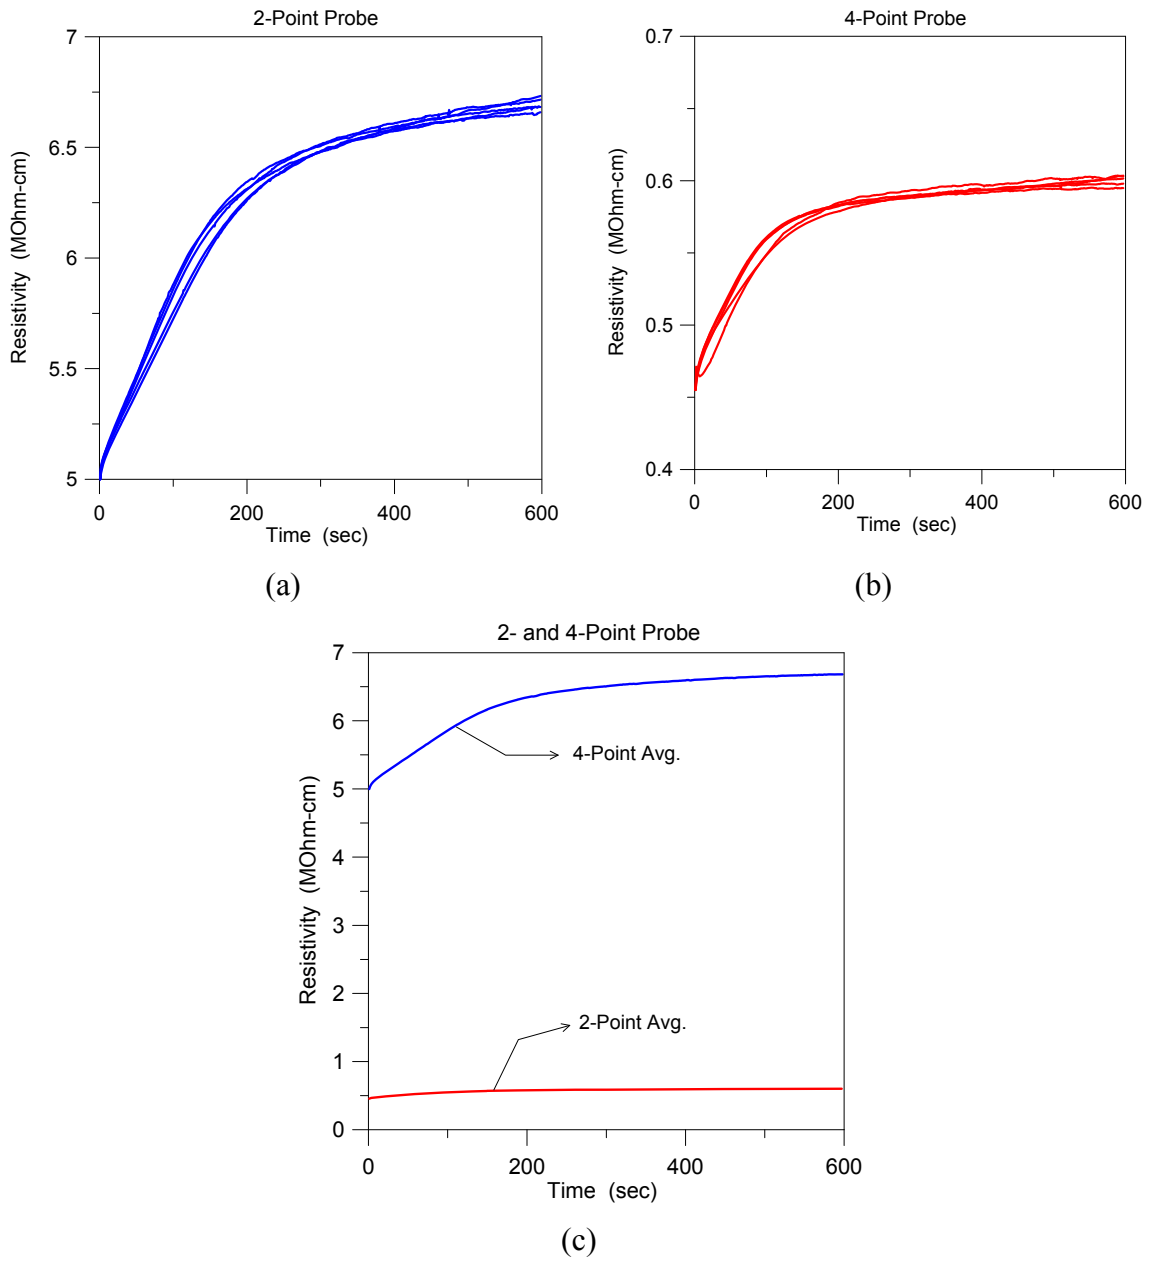 2-Point Probe
7
6.5
6
5.5
5
Resistivity (MOhm-cm)
0
200
400
600
Time (sec)
(a)
4-Point Probe
0.7
0.6
0.5
0.4
Resistivity (MOhm-cm)
0
200
400
600
Time (sec)
(b)
2- and 4-Point Probe
7
6
5
4
3
2
1
0
Resistivity (MOhm-cm)
4-Point Avg.
2-Point Avg.
0
200
400
600
Time (sec)
(c)